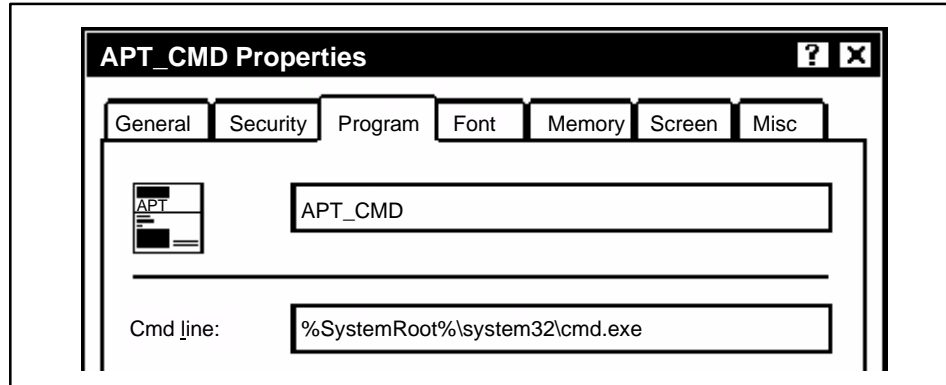 APT_CMD Properties
General Security Program Font Memory Screen Misc
APT
APT_CMD
Cmd line: %SystemRoot%\system32\cmd.exe